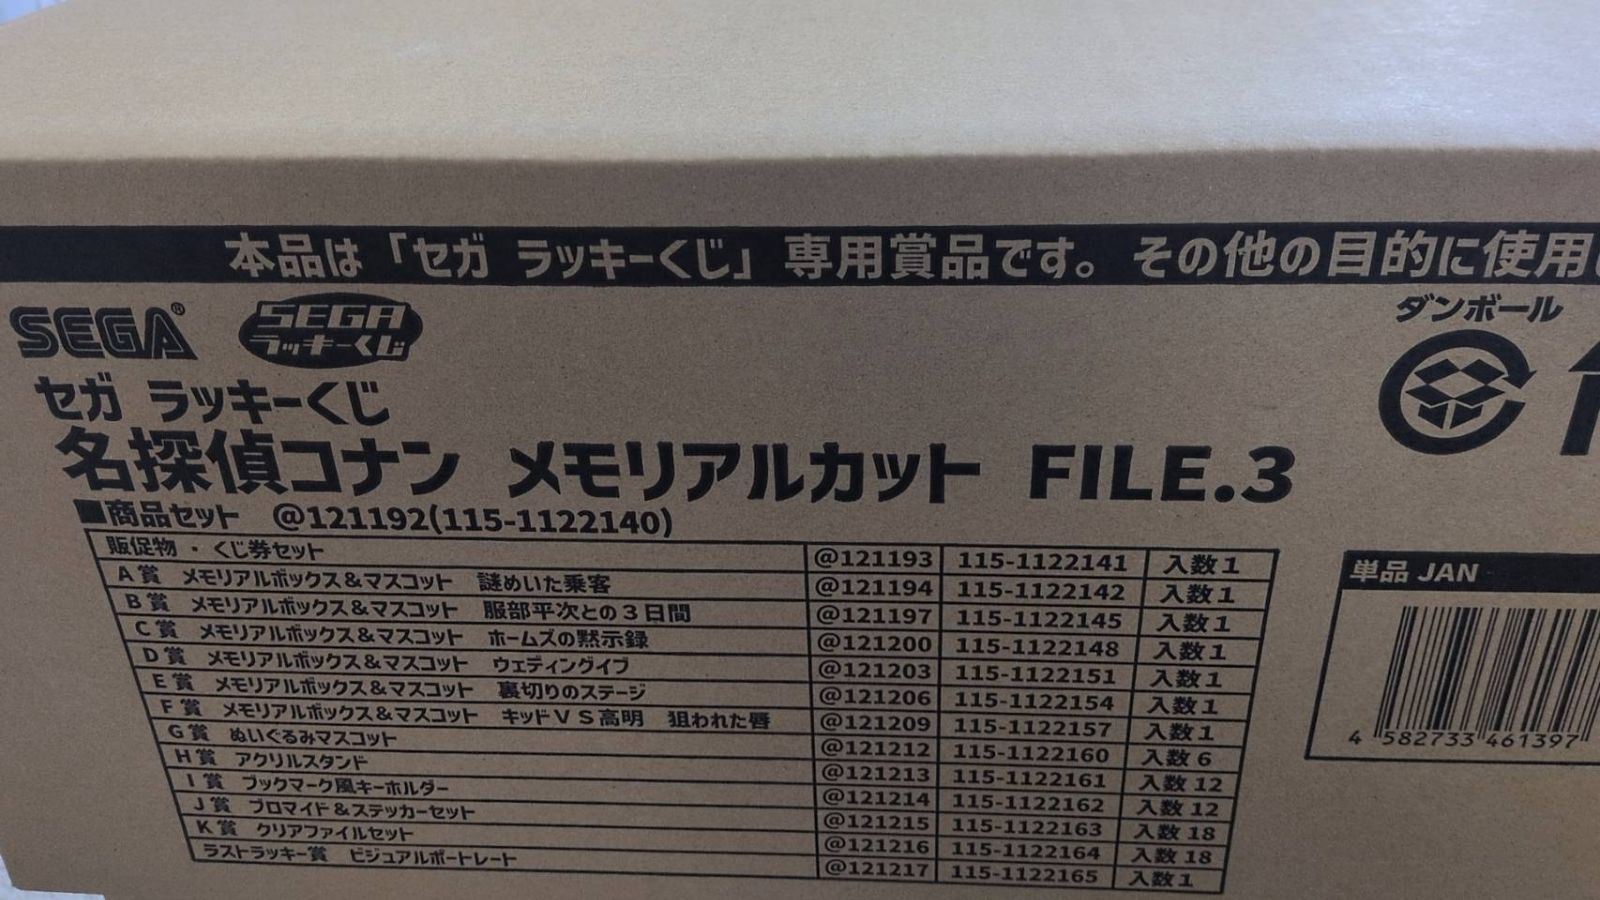 本品は「セガ ラッキーくじ」専用賞品です。その他の目的に使用
SEGA®
SEGA
ラッキーくじ
ダンボール
セガ ラッキーくじ
名探偵コナン メモリアルカット FILE.3
■商品セット @121192(115-1122140)
販促物・くじ券セット @121193 115-1122141 入数1
A賞 メモリアルボックス&マスコット 謎めいた乗客 @121194 115-1122142 入数1
B賞 メモリアルボックス&マスコット 服部平次との3日間 @121197 115-1122145 入数1
C賞 メモリアルボックス&マスコット ホームズの黙示録 @121200 115-1122148 入数1
D賞 メモリアルボックス&マスコット ウェディングイブ @121203 115-1122151 入数1
E賞 メモリアルボックス&マスコット 裏切りのステージ @121206 115-1122154 入数1
F賞 メモリアルボックス&マスコット キッドVS高明 狙われた唇 @121209 115-1122157 入数1
G賞 ぬいぐるみマスコット @121212 115-1122160 入数6
H賞 アクリルスタンド @121213 115-1122161 入数12
I賞 ブックマーク風キーホルダー @121214 115-1122162 入数12
J賞 ブロマイド&ステッカーセット @121215 115-1122163 入数18
K賞 クリアファイルセット @121216 115-1122164 入数18
ラストラッキー賞 ビジュアルボートレート @121217 115-1122165 入数1
単品 JAN
4 582733 461397